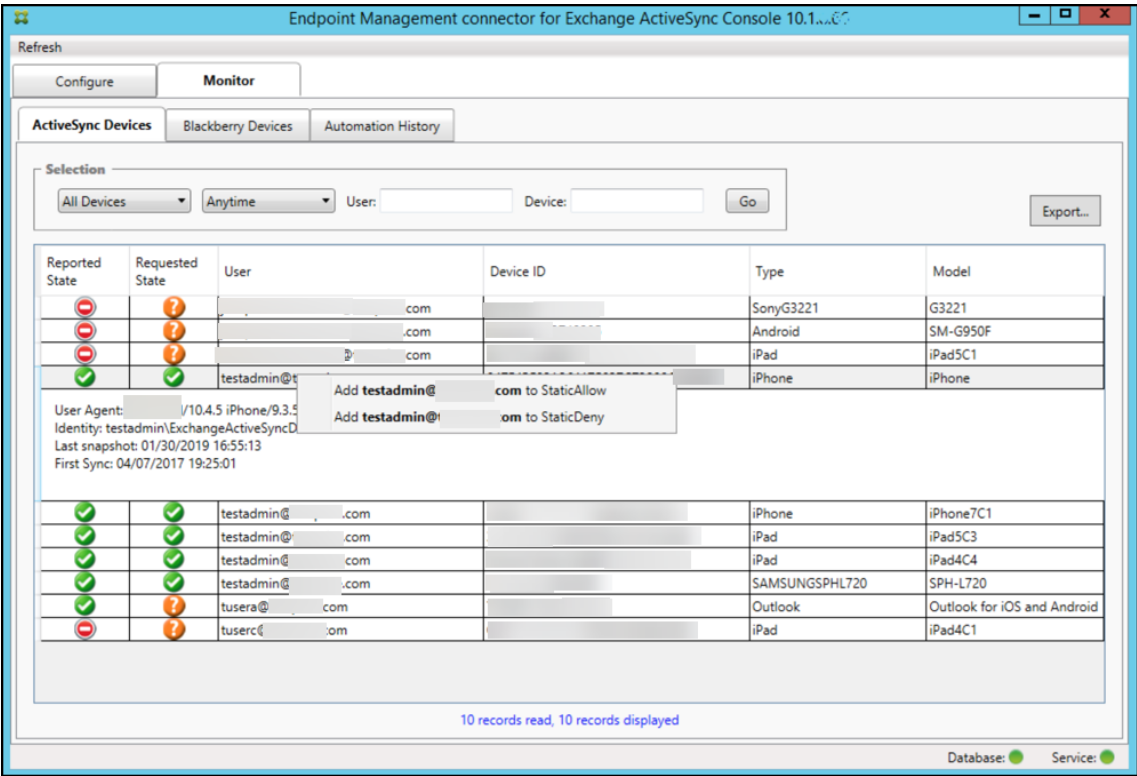 Endpoint Management connector for Exchange ActiveSync Console 10.1...
Refresh
Configure Monitor
ActiveSync Devices Blackberry Devices Automation History
Selection
All Devices Anytime User: Device: Go
Export...
Reported State Requested State User Device ID Type Model
.com SonyG3221 G3221
.com Android SM-G950F
@ com iPad iPad5C1
testadmin@ iPhone iPhone
Add testadmin@ .com to StaticAllow
Add testadmin@ .com to StaticDeny
User Agent: /10.4.5 iPhone/9.3.5
Identity: testadmin\ExchangeActiveSyncD
Last snapshot: 01/30/2019 16:55:13
First Sync: 04/07/2017 19:25:01
testadmin@ .com iPhone iPhone7C1
testadmin@ .com iPad iPad5C3
testadmin@ com iPad iPad4C4
testadmin@ .com SAMSUNGSPHL720 SPH-L720
tusera@ com Outlook Outlook for iOS and Android
tuserc@ com iPad iPad4C1
10 records read, 10 records displayed
Database: Service: